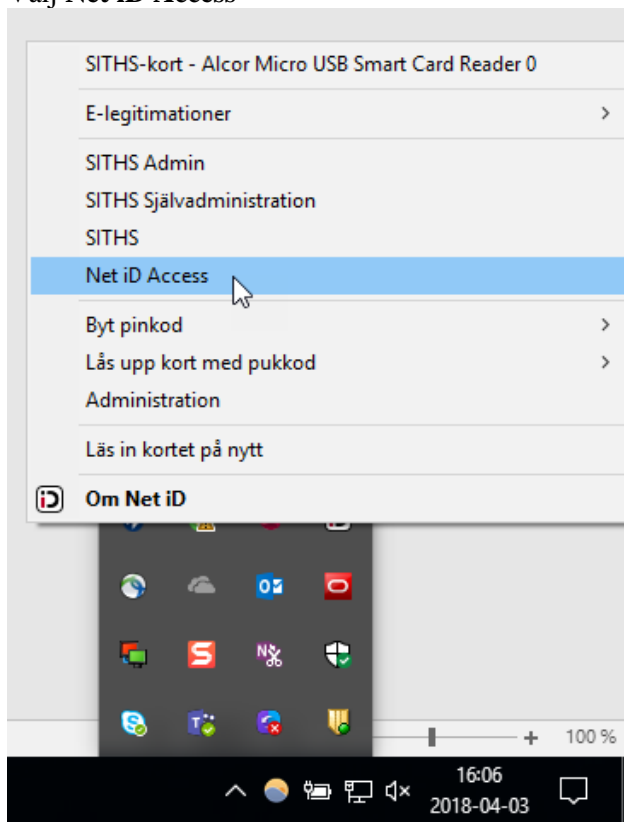 Välj Net iD Access
SITHS-kort - Alcor Micro USB Smart Card Reader 0
E-legitimationer
SITHS Admin
SITHS Självadministration
SITHS
Net iD Access
Byt pinkod
Lås upp kort med pukkod
Administration
Läs in kortet på nytt
Om Net iD
100 %
16:06
2018-04-03